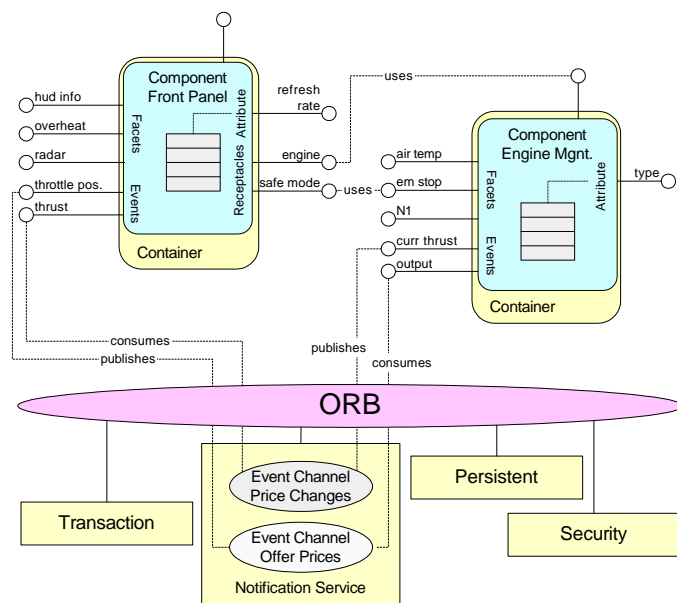 Component
Front Panel
refresh
rate
uses
hud info
overheat
radar
throttle pos.
thrust
Facets
Events
Attribute
Receptacles
engine
safe mode
uses
Container
Component
Engine Mgnt.
air temp
em stop
N1
curr thrust
output
Facets
Events
Attribute
type
Container
consumes
publishes
publishes
consumes
ORB
Event Channel
Price Changes
Event Channel
Offer Prices
Notification Service
Transaction
Persistent
Security